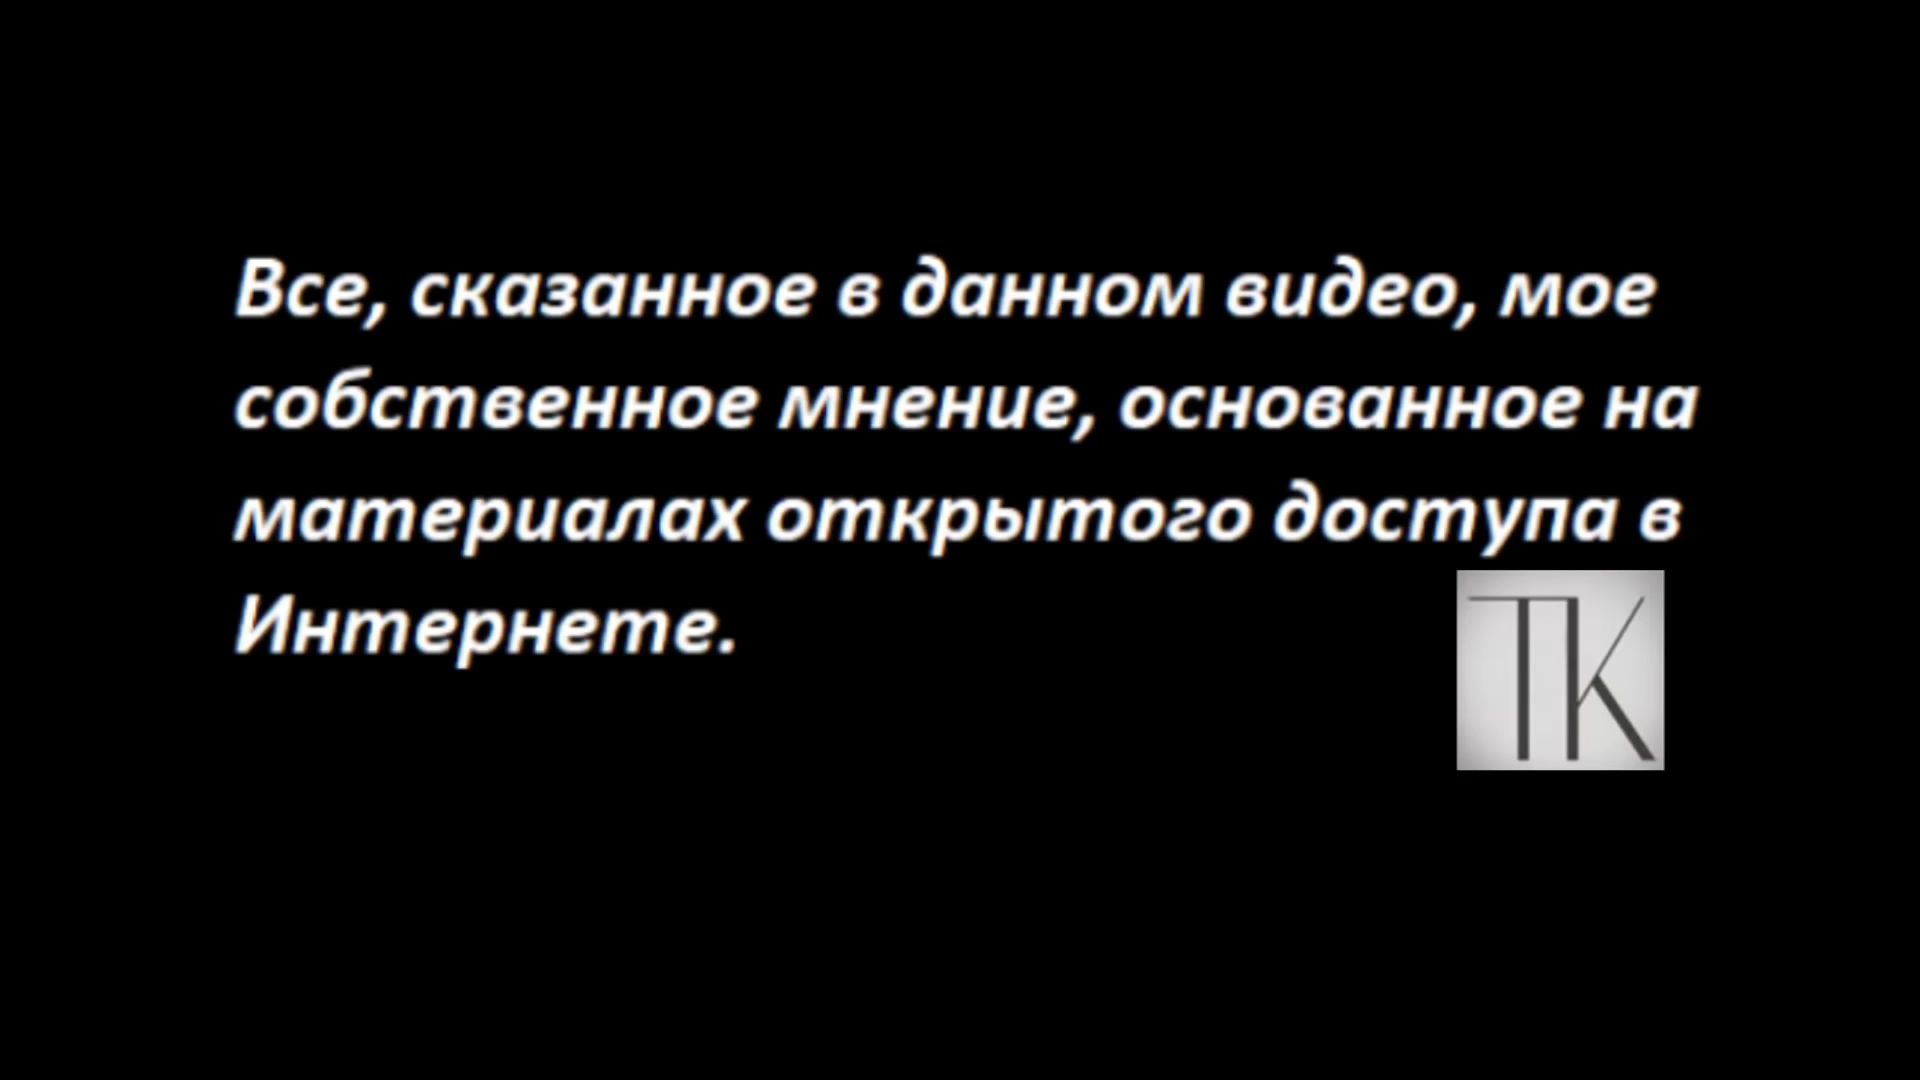 Все, сказанное в данном видео, мое
собственное мнение, основанное на
материалах открытого доступа в
Интернете.
TK